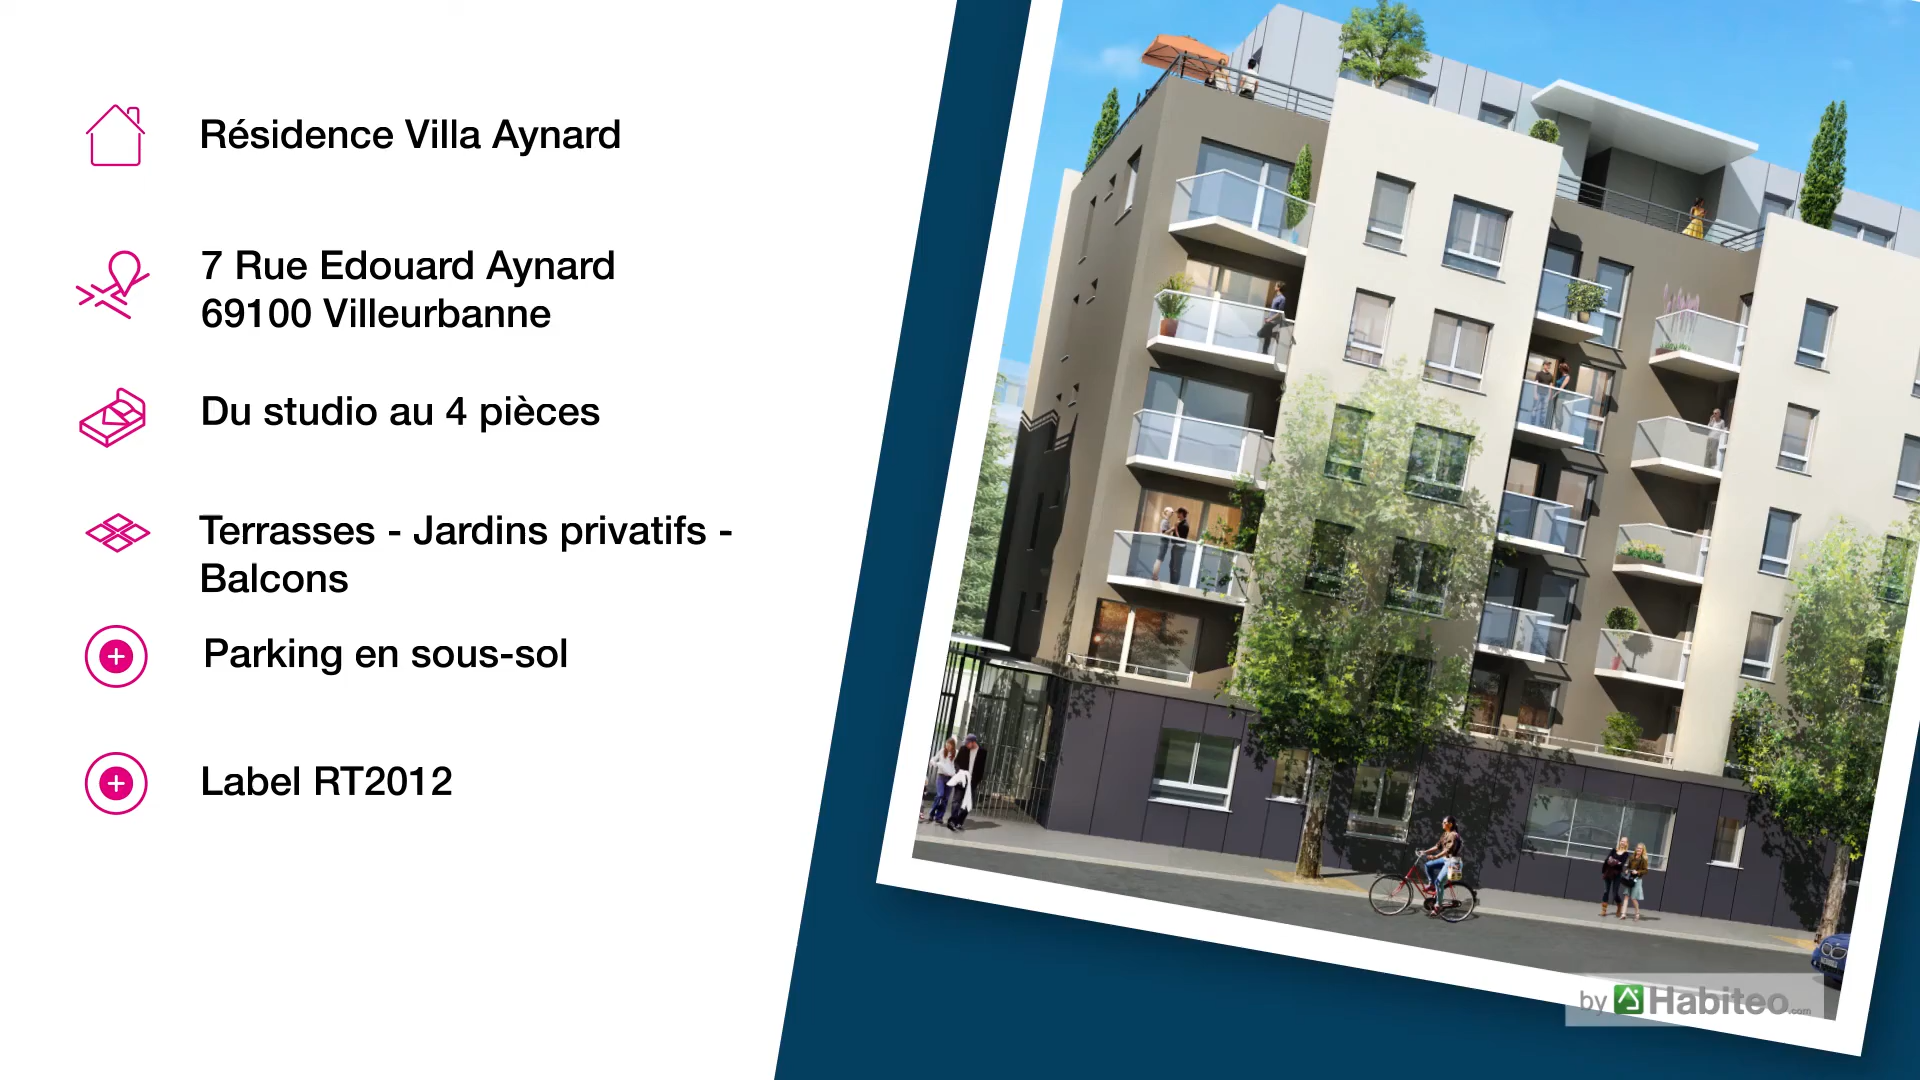 Résidence Villa Aynard
7 Rue Edouard Aynard
69100 Villeurbanne
Du studio au 4 pièces
Terrasses - Jardins privatifs -
Balcons
Parking en sous-sol
Label RT2012
by Habiteo.com